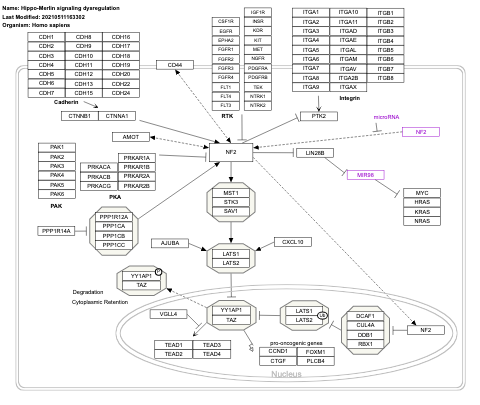 Name: Hippo-Merlin signaling dysregulation
Last Modified: 20210511163302
Organism: Homo sapiens
CDH1 CDH8 CDH16
CDH2 CDH9 CDH17
CDH3 CDH10 CDH18
CDH4 CDH11 CDH19
CDH5 CDH12 CDH20
CDH6 CDH13 CDH22
CDH7 CDH15 CDH24
Cadherin
CTNNB1 CTNNA1
CD44
AMOT
CSF1R
EGFR
EPHA2
FGFR1
FGFR2
FGFR3
FGFR4
FLT1
FLT4
FLT3
IGF1R
INSR
KDR
KIT
MET
NGFR
PDGFRA
PDGFRB
TEK
NTRK1
NTRK2
RTK
ITGA1 ITGA10 ITGB1
ITGA2 ITGA11 ITGB2
ITGA3 ITGAD ITGB3
ITGA4 ITGAE ITGB4
ITGA5 ITGAL ITGB5
ITGA6 ITGAM ITGB6
ITGA7 ITGAV ITGB7
ITGA8 ITGA2B ITGB8
ITGA9 ITGAX
Integrin
PTK2
microRNA
NF2
NF2
LIN28B
MIR98
MYC
HRAS
KRAS
NRAS
PAK1
PAK2
PAK3
PAK4
PAK5
PAK6
PAK
PRKACA
PRKACB
PRKACG
PRKAR1A
PRKAR1B
PRKAR2A
PRKAR2B
PKA
MST1
STK3
SAV1
PPP1R14A
PPP1R12A
PPP1CA
PPP1CB
PPP1CC
AJUBA
LATS1
LATS2
CXCL10
YY1AP1
TAZ
P
Degradation
Cytoplasmic Retention
VGLL4
YY1AP1
TAZ
LATS1
LATS2
Ub
DCAF1
CUL4A
DDB1
RBX1
NF2
TEAD1 TEAD3
TEAD2 TEAD4
pro-oncogenic genes
CCND1 FOXM1
CTGF PLCB4
Nucleus